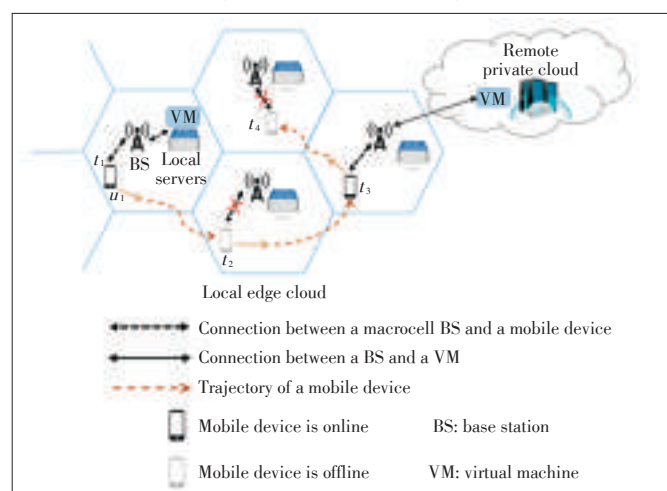 Remote
private cloud
VM
VM
t4
t1
BS
Local
servers
t3
u1
t2
Local edge cloud
Connection between a macrocell BS and a mobile device
Connection between a BS and a VM
Trajectory of a mobile device
Mobile device is online BS: base station
Mobile device is offline VM: virtual machine